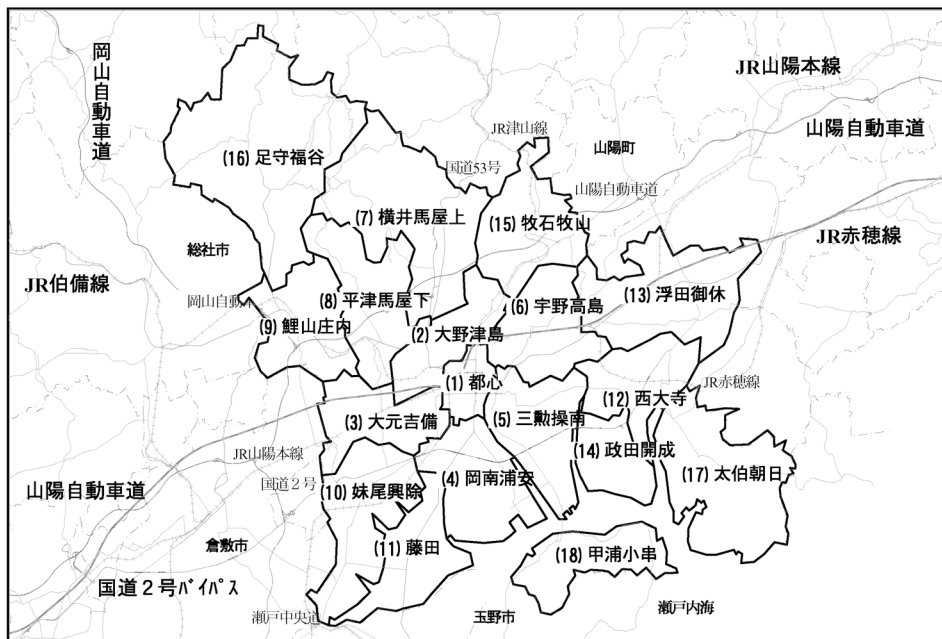 岡山自動車道
JR山陽本線
JR津山線
山陽町
山陽自動車道
(16) 足守福谷
国道53号
山陽自動車道
(7) 横井馬屋上
(15) 牧石牧山
JR赤穂線
総社市
JR伯備線
岡山自動
(8) 平津馬屋下
(6) 宇野高島
(13) 浮田御休
(9) 鯉山庄内
(2) 大野津島
(1) 都心
JR赤穂線
(12) 西大寺
(3) 大元吉備
(5) 三勲操南
JR山陽本線
(14) 政田開成
(17) 太伯朝日
山陽自動車道
国道２号
(10) 妹尾興除
(4) 岡南浦安
倉敷市
(11) 藤田
(18) 甲浦小串
国道２号ﾊﾞｲﾊﾟｽ
瀬戸中央道
玉野市
瀬戸内海